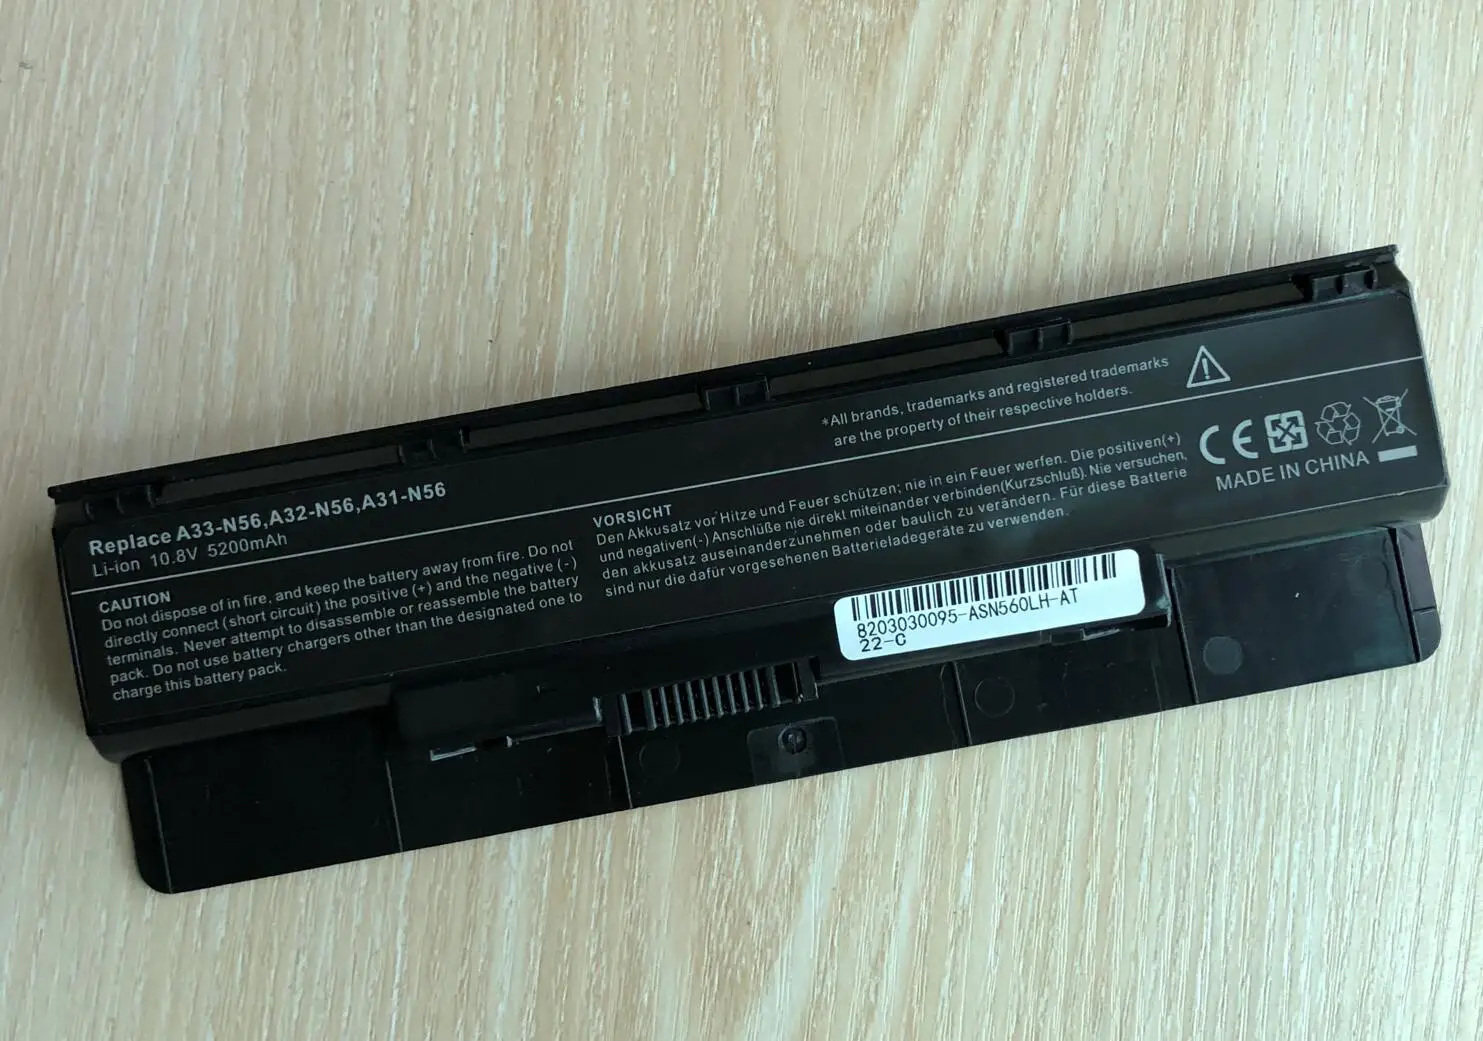 Replace A33-N56,A32-N56,A31-N56
Li-ion 10.8V 5200mAh
CAUTION
Do not dispose of in fire, and keep the battery away from fire. Do not
directly connect (short circuit) the positive (+) and the negative (-)
terminals. Never attempt to disassemble or reassemble the battery
pack. Do not use battery chargers other than the designated one to
charge this battery pack.
*All brands, trademarks and registered trademarks
are the property of their respective holders.
VORSICHT
Den Akkusatz vor Hitze und Feuer schützen; nie in ein Feuer werfen. Die positiven(+)
und negativen(-) Anschlüße nie direkt miteinander verbinden(Kurzschluß). Nie versuchen,
den akkusatz auseinanderzunehmen oder baulich zu verändern. Für diese Batterie
sind nur die dafür vorgesehenen Batterieladegeräte zu verwenden.
CE
MADE IN CHINA
8203030095-ASN560LH-AT
22-C